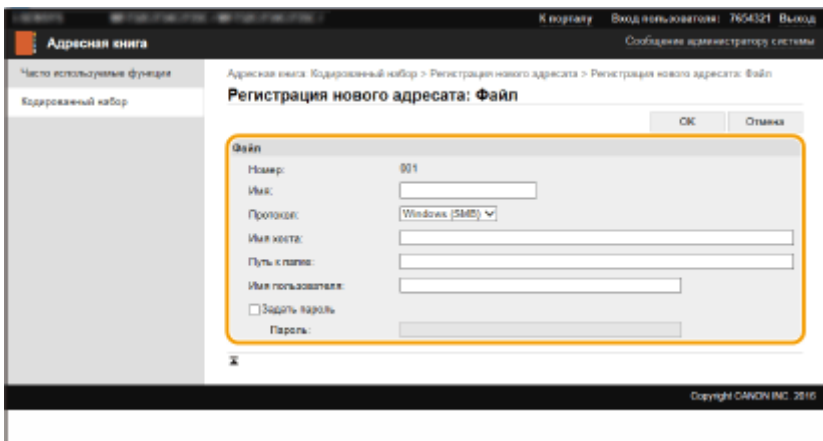 К порталу Вход пользователя: 7654321 Выход
Адресная книга
Сообщение администратору системы
Часто используемые функции
Кодированный набор
Адресная книга: Кодированный набор > Регистрация нового адресата > Регистрация нового адресата: Файл
Регистрация нового адресата: Файл
OK Отмена
Файл
Номер: 001
Имя:
Протокол: Windows (SMB)
Имя хоста:
Путь к папке:
Имя пользователя:
Задать пароль
Пароль:
Copyright CANON INC. 2016